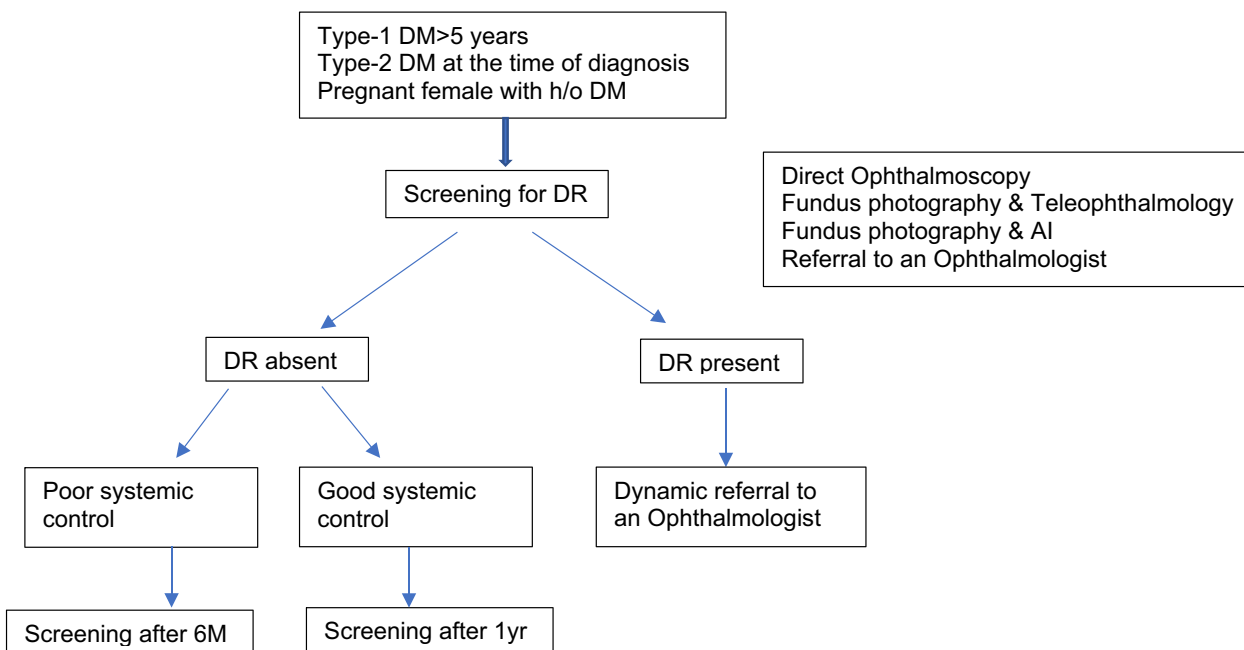 Type-1 DM>5 years
Type-2 DM at the time of diagnosis
Pregnant female with h/o DM
Screening for DR
Direct Ophthalmoscopy
Fundus photography & Teleophthalmology
Fundus photography & AI
Referral to an Ophthalmologist
DR absent
DR present
Poor systemic
control
Good systemic
control
Dynamic referral to
an Ophthalmologist
Screening after 6M
Screening after 1yr